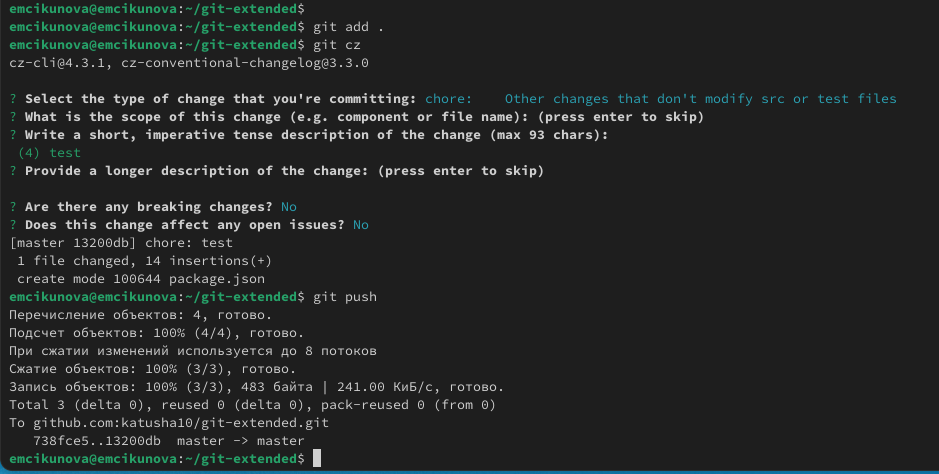 emcikunova@emcikunova:~/git-extended$
emcikunova@emcikunova:~/git-extended$ git add .
emcikunova@emcikunova:~/git-extended$ git cz
cz-cli@4.3.1, cz-conventional-changelog@3.3.0
? Select the type of change that you're committing: chore:    Other changes that don't modify src or test files
? What is the scope of this change (e.g. component or file name): (press enter to skip)
? Write a short, imperative tense description of the change (max 93 chars):
 (4) test
? Provide a longer description of the change: (press enter to skip)
? Are there any breaking changes? No
? Does this change affect any open issues? No
[master 13200db] chore: test
 1 file changed, 14 insertions(+)
 create mode 100644 package.json
emcikunova@emcikunova:~/git-extended$ git push
Перечисление объектов: 4, готово.
Подсчет объектов: 100% (4/4), готово.
При сжатии изменений используется до 8 потоков
Сжатие объектов: 100% (3/3), готово.
Запись объектов: 100% (3/3), 483 байта | 241.00 КиБ/с, готово.
Total 3 (delta 0), reused 0 (delta 0), pack-reused 0 (from 0)
To github.com:katusha10/git-extended.git
   738fce5..13200db  master -> master
emcikunova@emcikunova:~/git-extended$